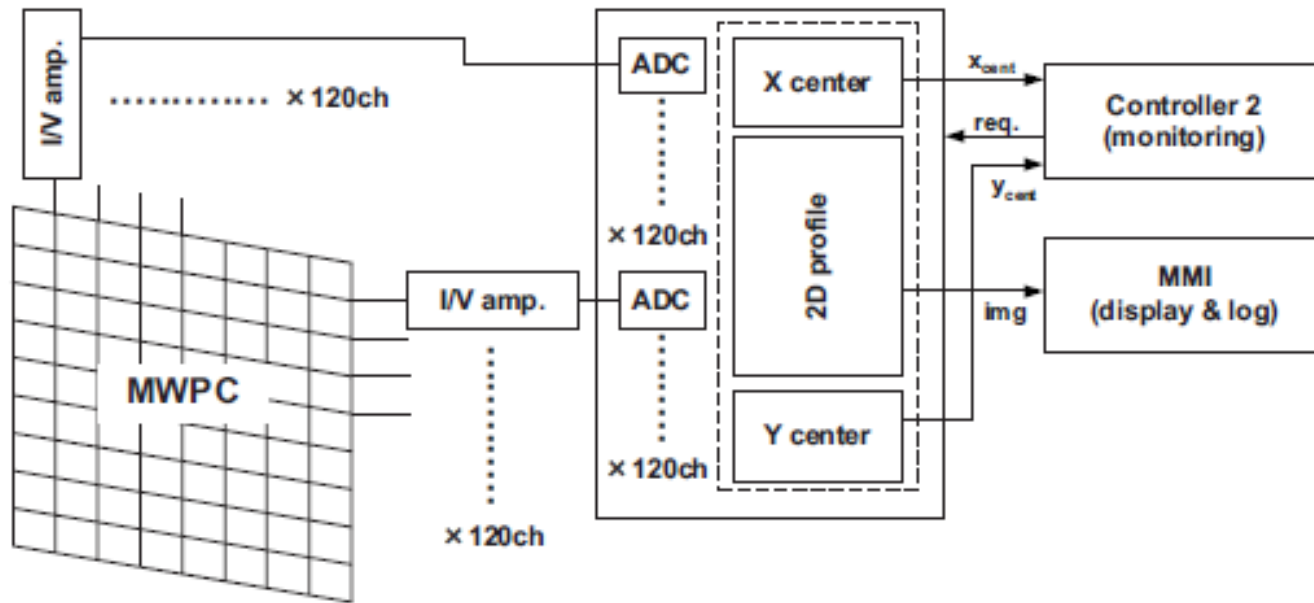 I/V amp.
× 120ch
ADC
× 120ch
X center
x_cent
Controller 2
(monitoring)
req.
y_cent
2D profile
I/V amp.
ADC
× 120ch
× 120ch
img
MMI
(display & log)
Y center
MWPC